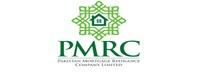 PMRC
PAKISTAN MORTGAGE REFINANCE
COMPANY LIMITED